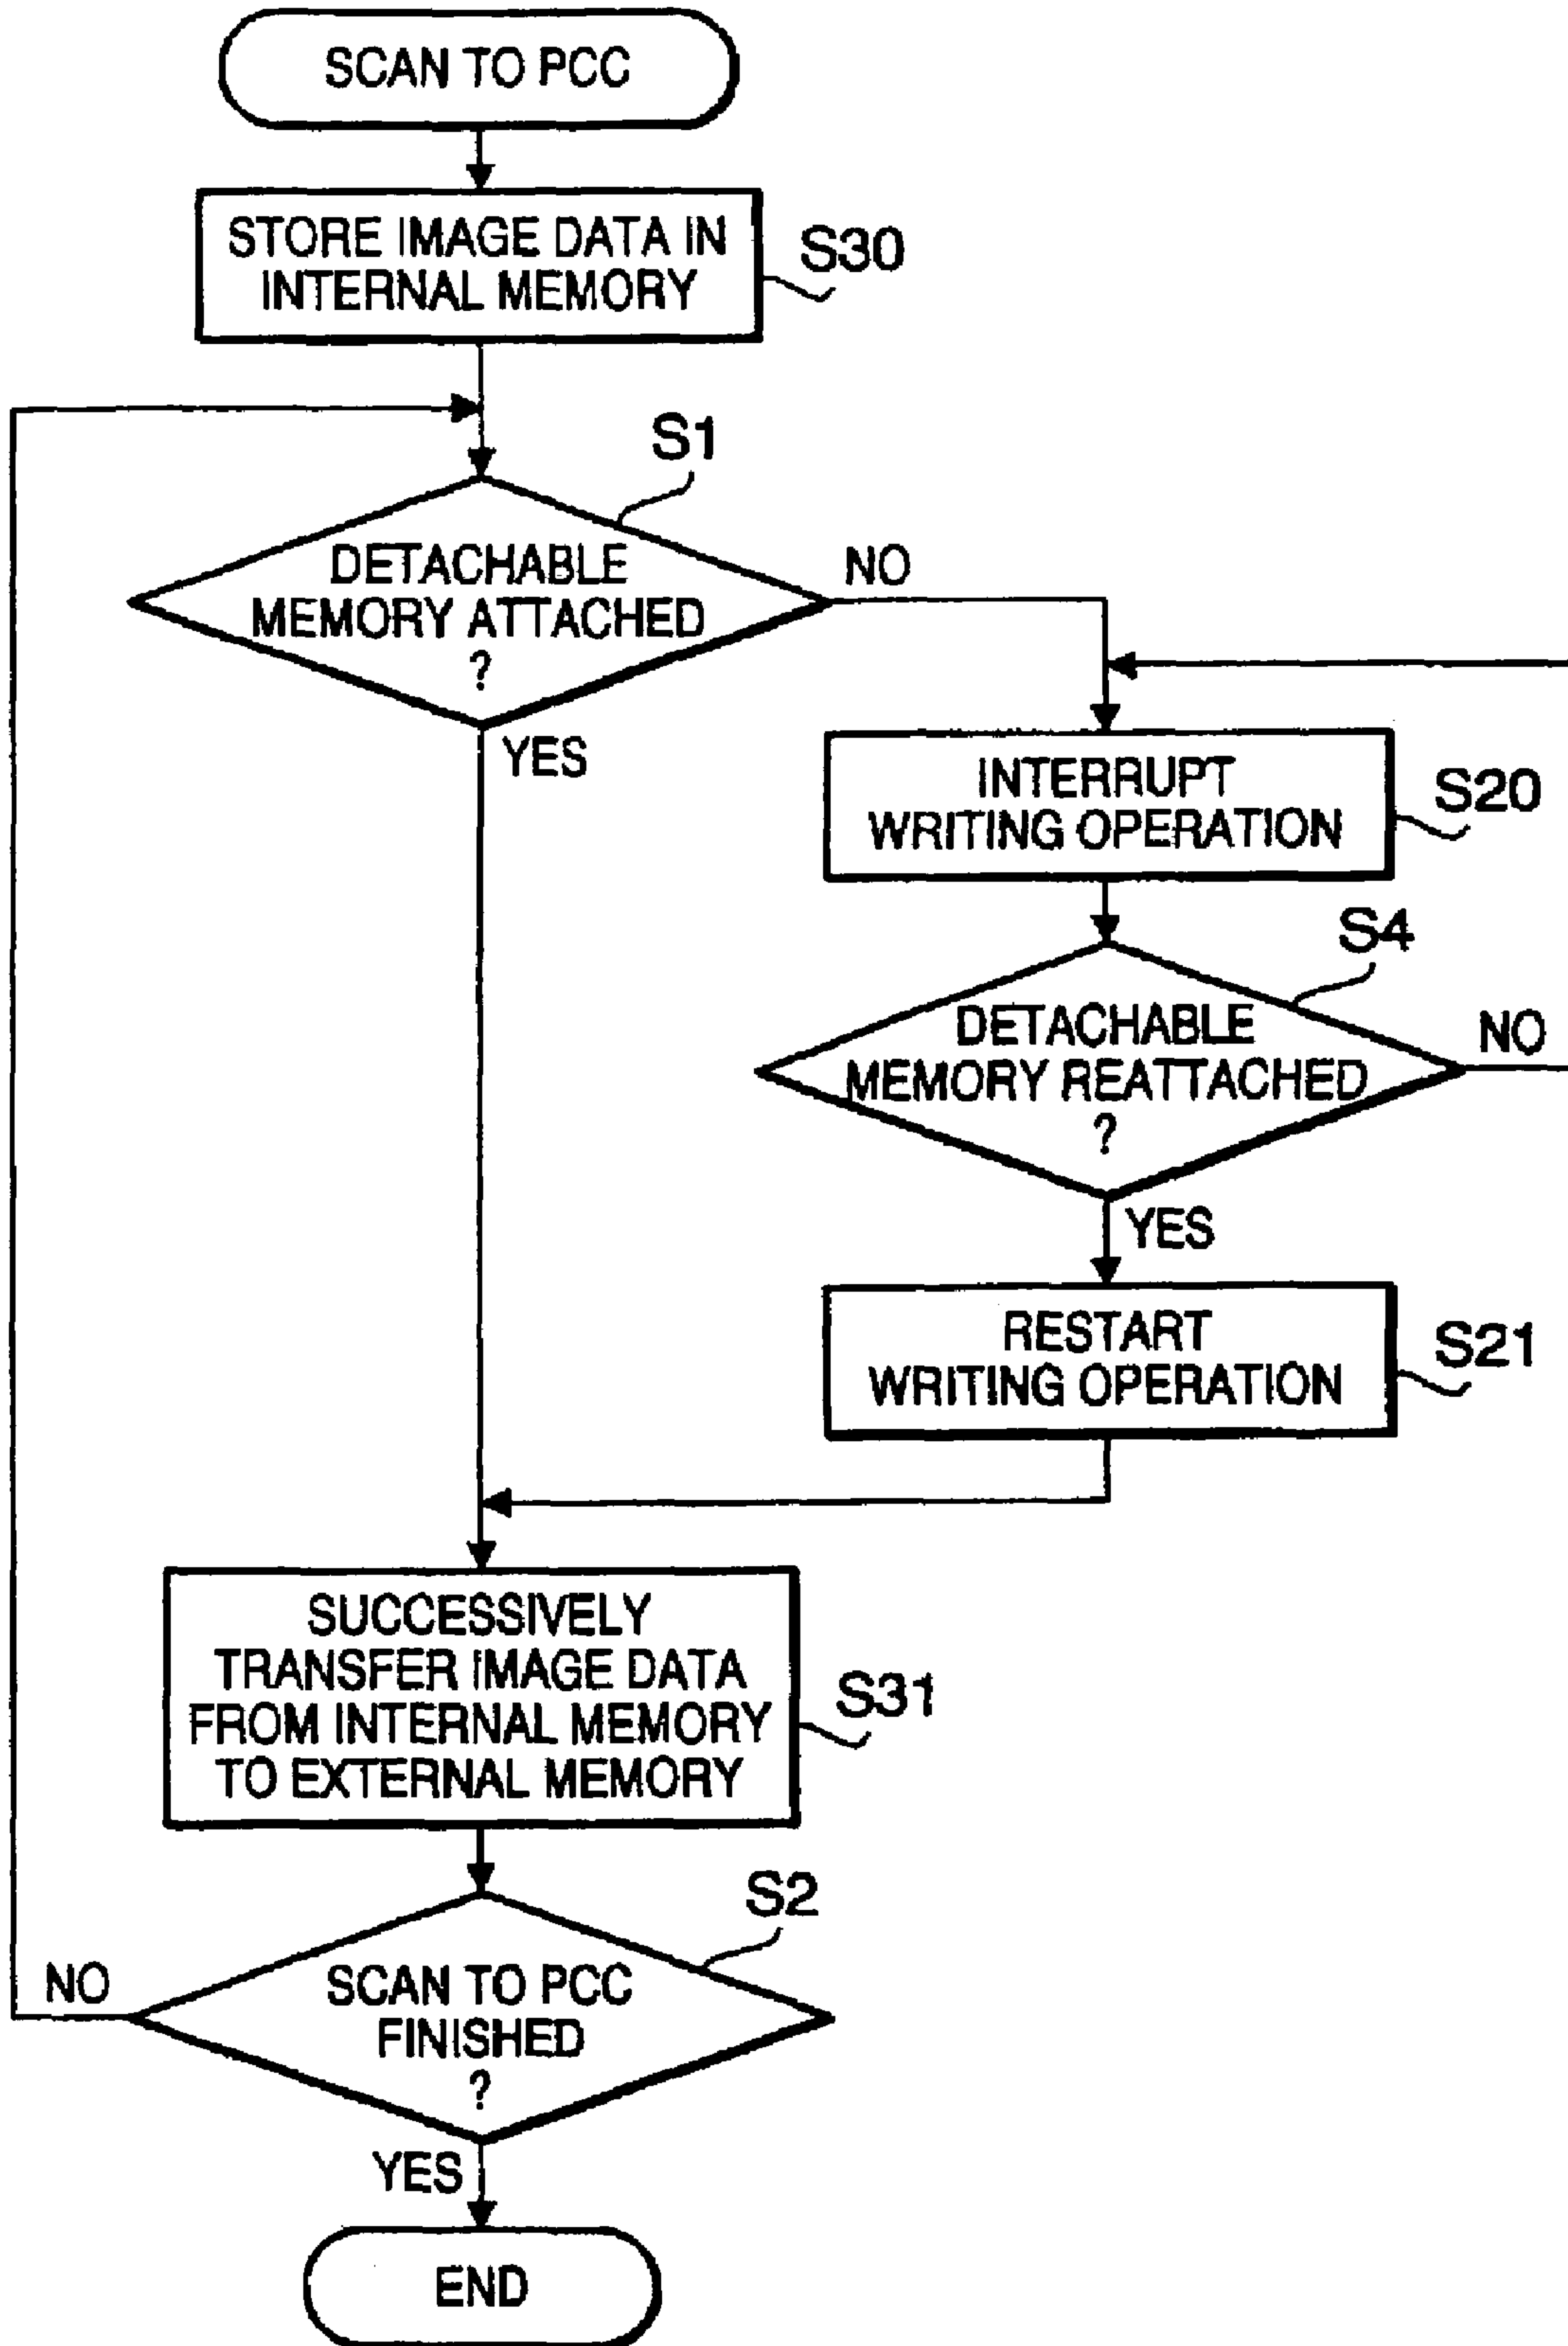 SCAN TO PCC
STORE IMAGE DATA IN
INTERNAL MEMORY
S30
S1
DETACHABLE
MEMORY ATTACHED
?
NO
YES
INTERRUPT
WRITING OPERATION
S20
S4
DETACHABLE
MEMORY REATTACHED
?
NO
YES
RESTART
WRITING OPERATION
S21
SUCCESSIVELY
TRANSFER IMAGE DATA
FROM INTERNAL MEMORY
TO EXTERNAL MEMORY
S31
S2
SCAN TO PCC
FINISHED
?
NO
YES
END